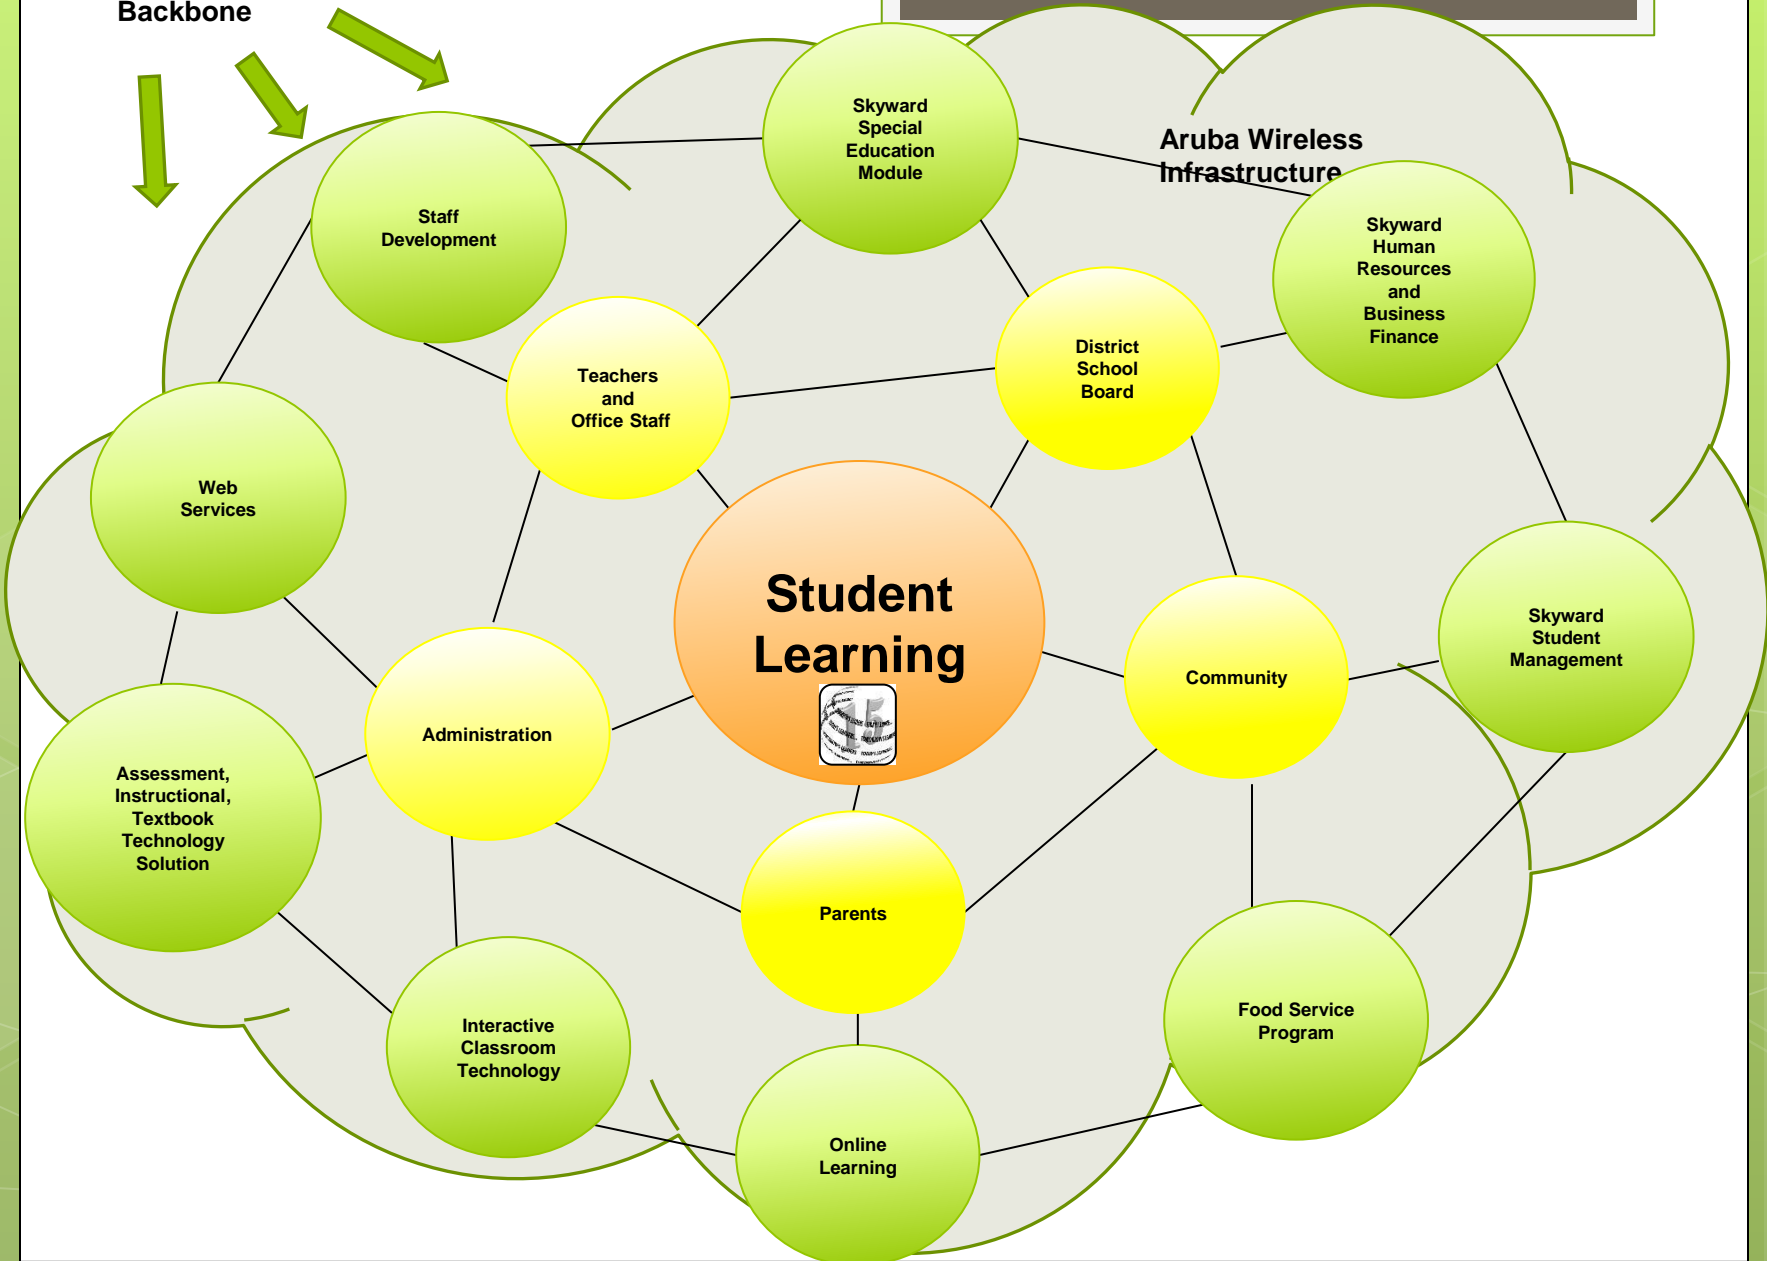 Backbone
Skyward
Special
Education
Module
Aruba Wireless
Infrastructure
Staff
Development
Skyward
Human
Resources
and
Business
Finance
Teachers
and
Office Staff
District
School
Board
Web
Services
Student
Learning
15
Skyward
Student
Management
Community
Administration
Assessment,
Instructional,
Textbook
Technology
Solution
Parents
Interactive
Classroom
Technology
Food Service
Program
Online
Learning